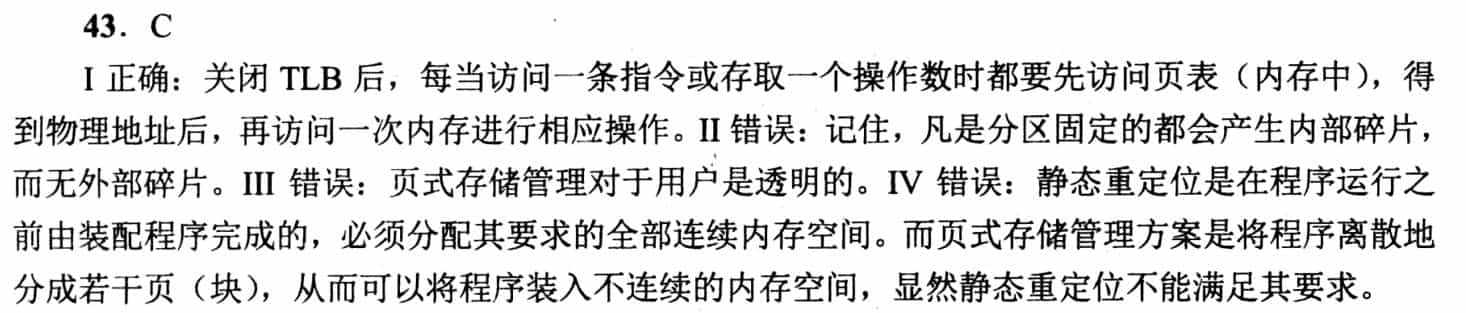 43．C
I 正确：关闭 TLB 后，每当访问一条指令或存取一个操作数时都要先访问页表（内存中），得
到物理地址后，再访问一次内存进行相应操作。II 错误：记住，凡是分区固定的都会产生内部碎片，
而无外部碎片。III 错误：页式存储管理对于用户是透明的。IV 错误：静态重定位是在程序运行之
前由装配程序完成的，必须分配其要求的全部连续内存空间。而页式存储管理方案是将程序离散地
分成若干页（块），从而可以将程序装入不连续的内存空间，显然静态重定位不能满足其要求。